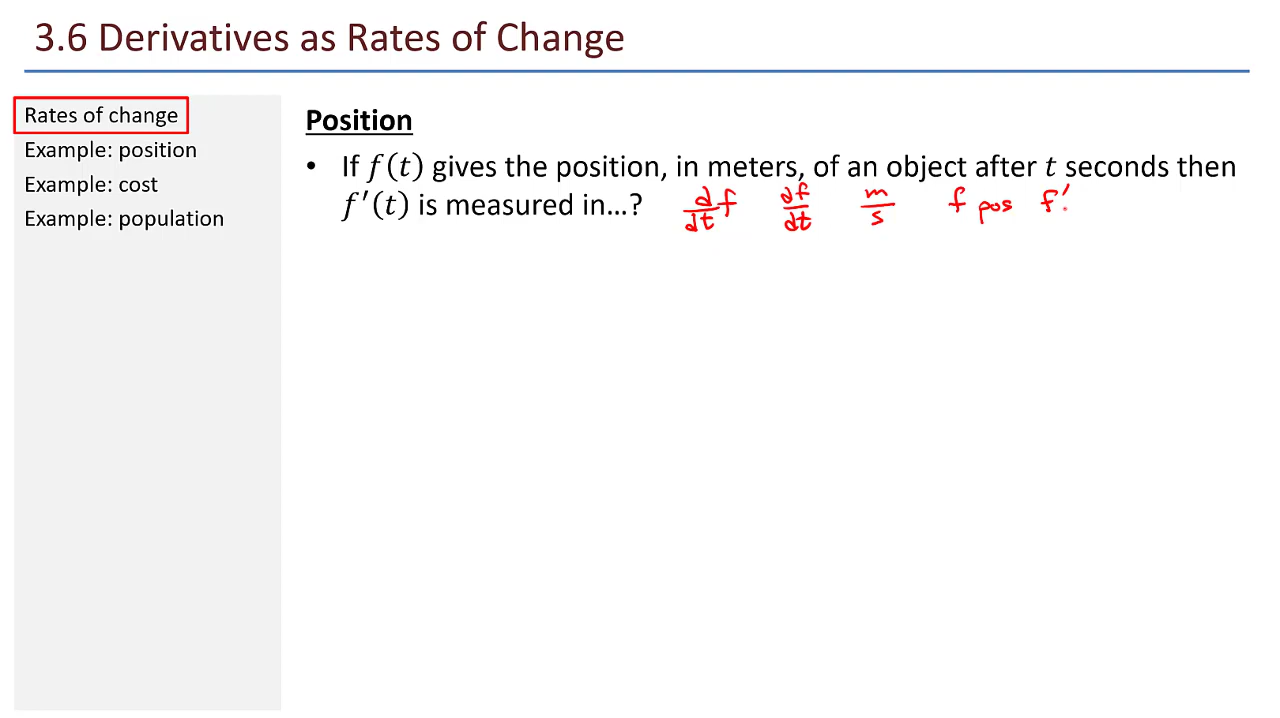 3.6 Derivatives as Rates of Change
Rates of change
Example: position
Example: cost
Example: population
Position
• If f(t) gives the position, in meters, of an object after t seconds then
f′(t) is measured in…? d/dt f df/dt m/s f pos f′